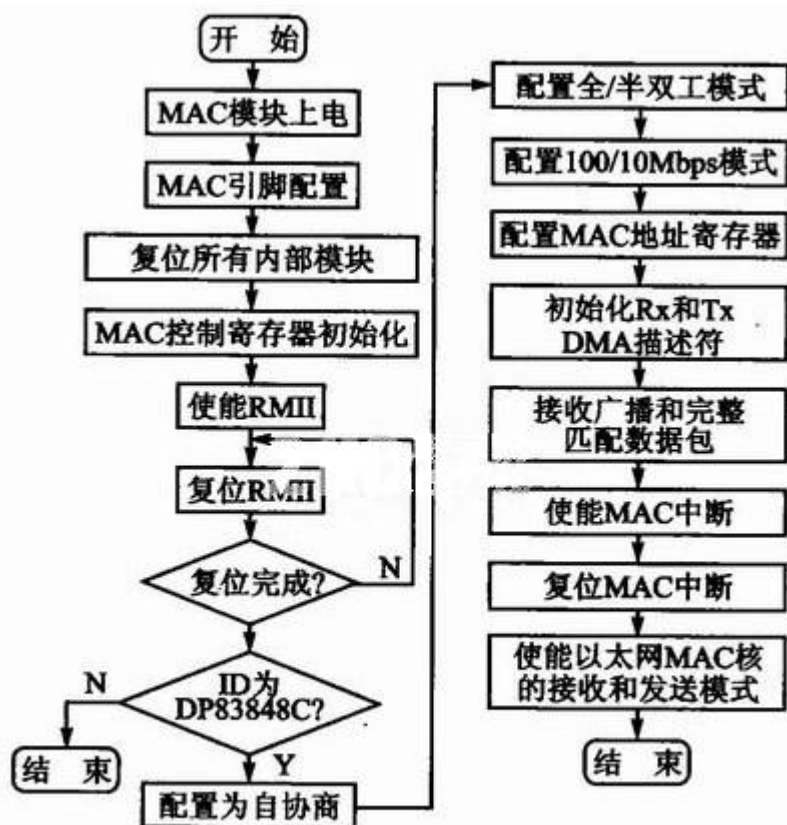 开 始
MAC模块上电
MAC引脚配置
复位所有内部模块
MAC控制寄存器初始化
使能RMII
复位RMII
复位完成?
N
ID为
DP83848C?
N
Y
结 束
配置为自协商
配置全/半双工模式
配置100/10Mbps模式
配置MAC地址寄存器
初始化Rx和Tx
DMA描述符
接收广播和完整
匹配数据包
使能MAC中断
复位MAC中断
使能以太网MAC核
的接收和发送模式
结 束